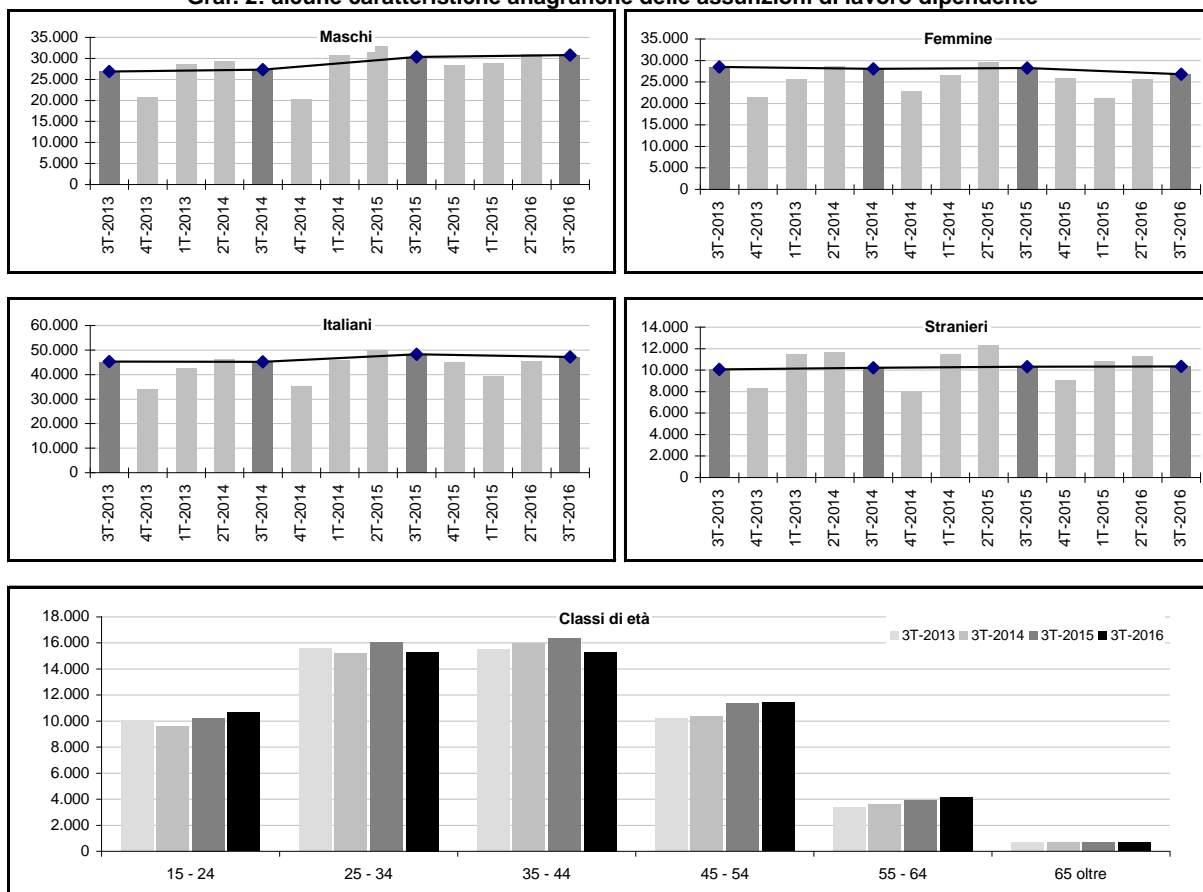 Graf. 2: alcune caratteristiche anagrafiche delle assunzioni di lavoro dipendente
Maschi
35.000
30.000
25.000
20.000
15.000
10.000
5.000
0
3T-2013
4T-2013
1T-2013
2T-2014
3T-2014
4T-2014
1T-2014
2T-2015
3T-2015
4T-2015
1T-2015
2T-2016
3T-2016
Femmine
35.000
30.000
25.000
20.000
15.000
10.000
5.000
0
3T-2013
4T-2013
1T-2013
2T-2014
3T-2014
4T-2014
1T-2014
2T-2015
3T-2015
4T-2015
1T-2015
2T-2016
3T-2016
Italiani
60.000
50.000
40.000
30.000
20.000
10.000
0
3T-2013
4T-2013
1T-2013
2T-2014
3T-2014
4T-2014
1T-2014
2T-2015
3T-2015
4T-2015
1T-2015
2T-2016
3T-2016
Stranieri
14.000
12.000
10.000
8.000
6.000
4.000
2.000
0
3T-2013
4T-2013
1T-2013
2T-2014
3T-2014
4T-2014
1T-2014
2T-2015
3T-2015
4T-2015
1T-2015
2T-2016
3T-2016
Classi di età
3T-2013 3T-2014 3T-2015 3T-2016
18.000
16.000
14.000
12.000
10.000
8.000
6.000
4.000
2.000
0
15 - 24 25 - 34 35 - 44 45 - 54 55 - 64 65 oltre